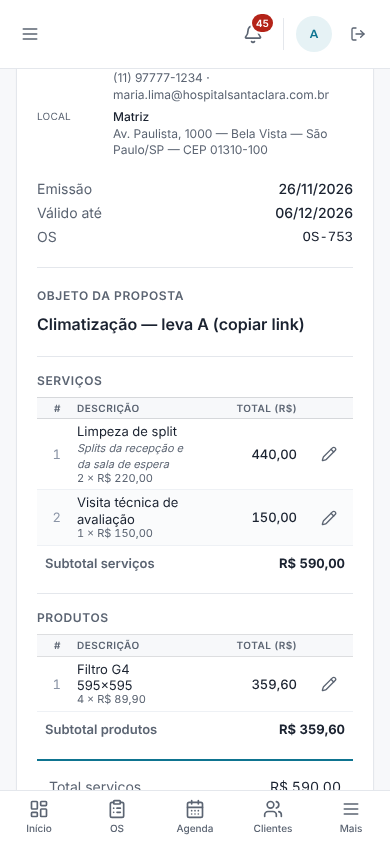 45
A
(11) 97777-1234 ·
maria.lima@hospitalsantaclara.com.br
LOCAL Matriz
Av. Paulista, 1000 — Bela Vista — São
Paulo/SP — CEP 01310-100
Emissão 26/11/2026
Válido até 06/12/2026
OS OS-753
OBJETO DA PROPOSTA
Climatização — leva A (copiar link)
SERVIÇOS
# DESCRIÇÃO TOTAL (R$)
Limpeza de split
Splits da recepção e
1 440,00
da sala de espera
2 × R$ 220,00
Visita técnica de
2 150,00
avaliação
1 × R$ 150,00
Subtotal serviços R$ 590,00
PRODUTOS
# DESCRIÇÃO TOTAL (R$)
Filtro G4
1 359,60
595×595
4 × R$ 89,90
Subtotal produtos R$ 359,60
Total serviços R$ 590,00
Início OS Agenda Clientes Mais